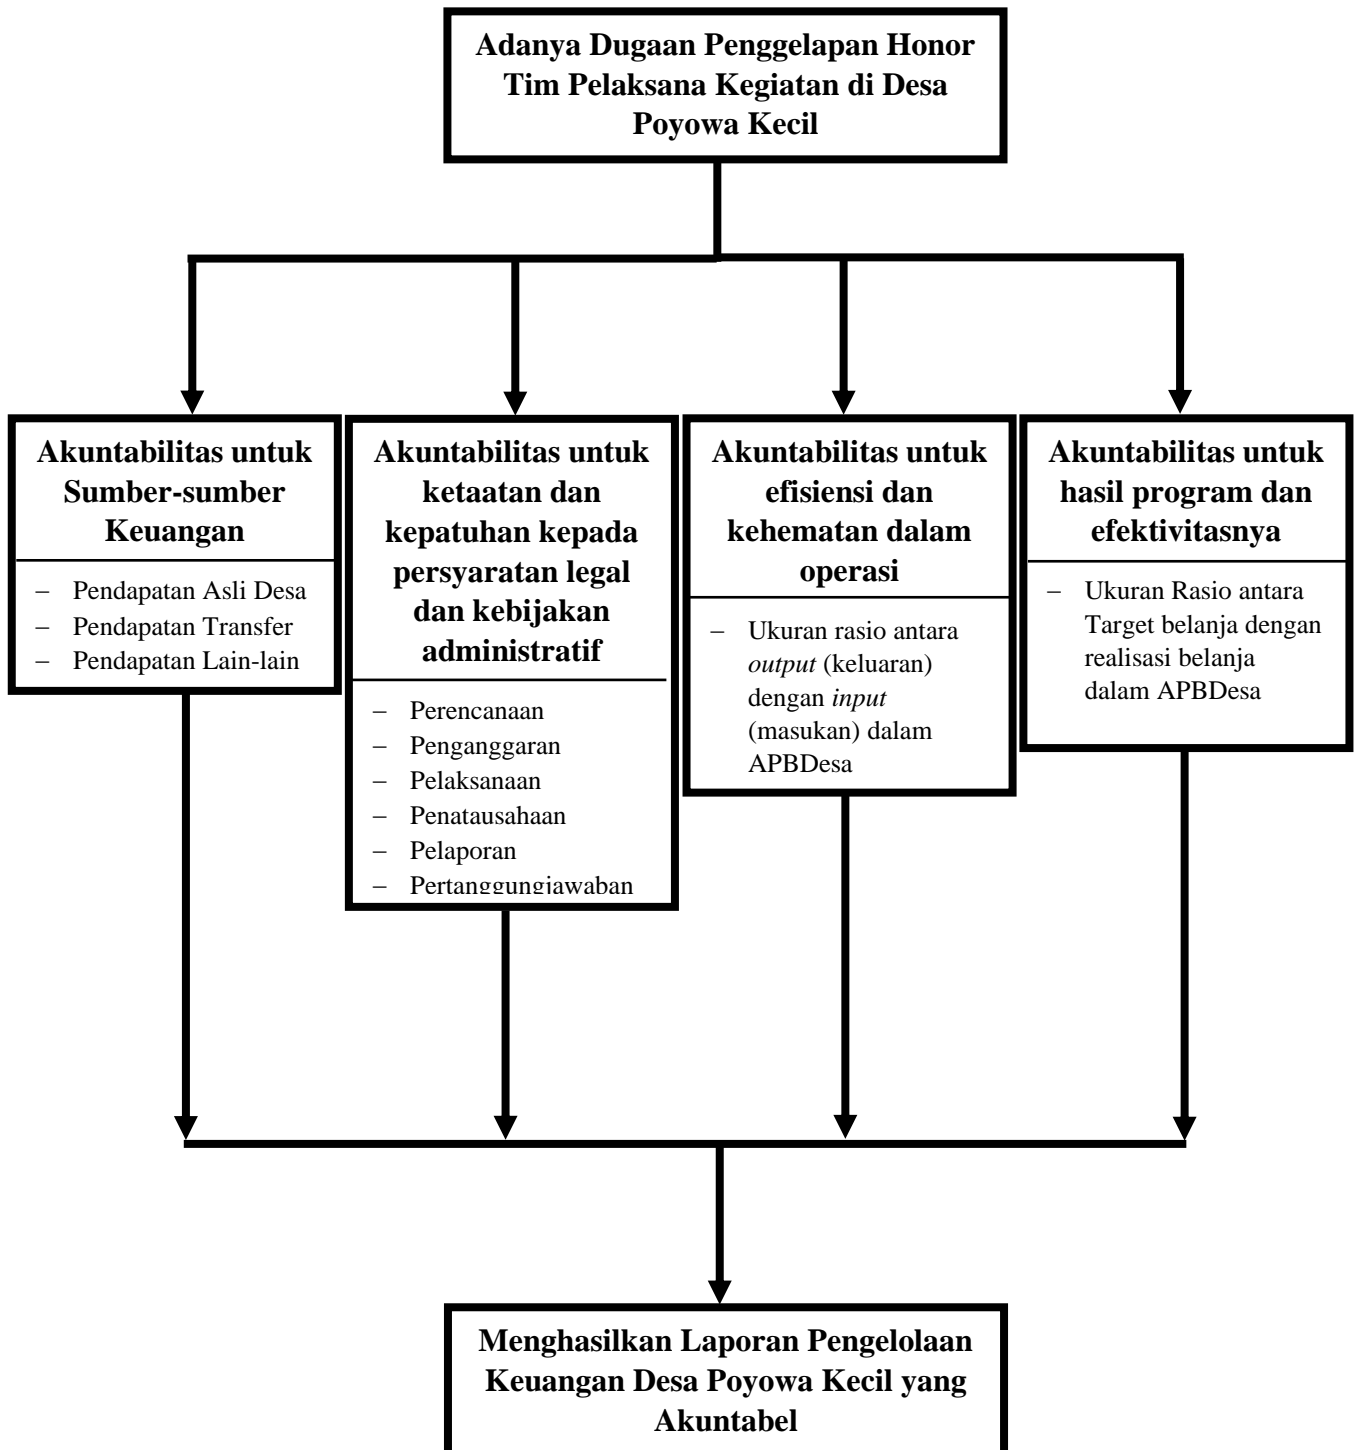 Adanya Dugaan Penggelapan Honor
Tim Pelaksana Kegiatan di Desa
Poyowa Kecil
Akuntabilitas untuk
Sumber-sumber
Keuangan
– Pendapatan Asli Desa
– Pendapatan Transfer
– Pendapatan Lain-lain
Akuntabilitas untuk
ketaatan dan
kepatuhan kepada
persyaratan legal
dan kebijakan
administratif
– Perencanaan
– Penganggaran
– Pelaksanaan
– Penatausahaan
– Pelaporan
– Pertanggungjawaban
Akuntabilitas untuk
efisiensi dan
kehematan dalam
operasi
– Ukuran rasio antara
output (keluaran)
dengan input
(masukan) dalam
APBDesa
Akuntabilitas untuk
hasil program dan
efektivitasnya
– Ukuran Rasio antara
Target belanja dengan
realisasi belanja
dalam APBDesa
Menghasilkan Laporan Pengelolaan
Keuangan Desa Poyowa Kecil yang
Akuntabel